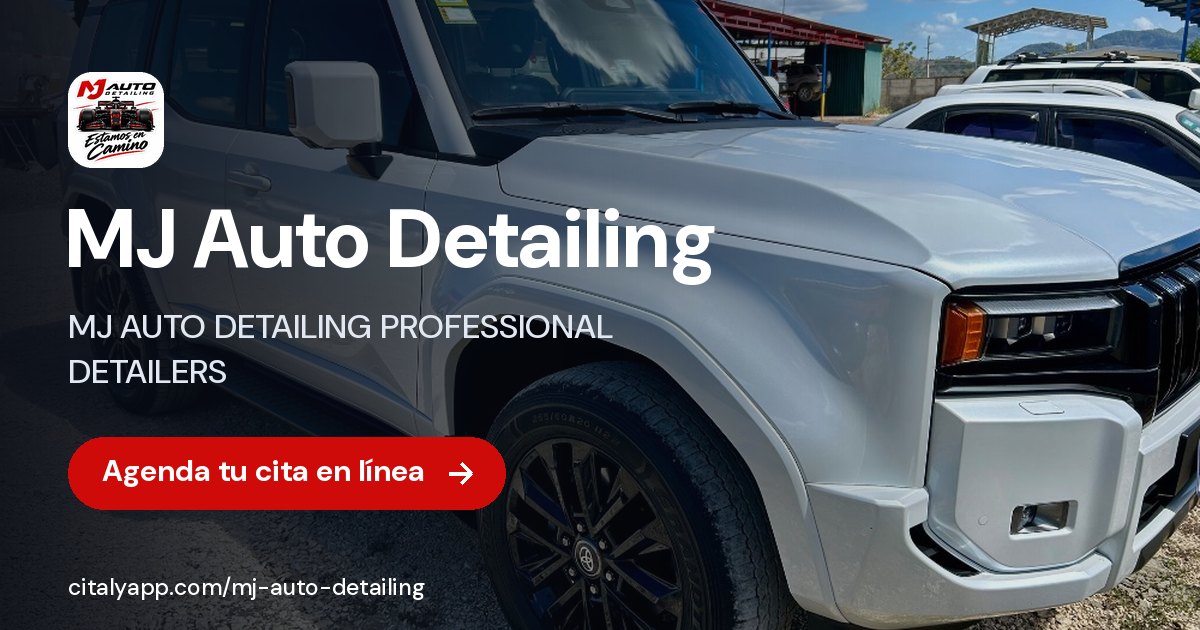 MJ AUTO
DETAILING
Estamos en
Camino
MJ Auto Detailing
MJ AUTO DETAILING PROFESSIONAL
DETAILERS
Agenda tu cita en línea →
citalyapp.com/mj-auto-detailing